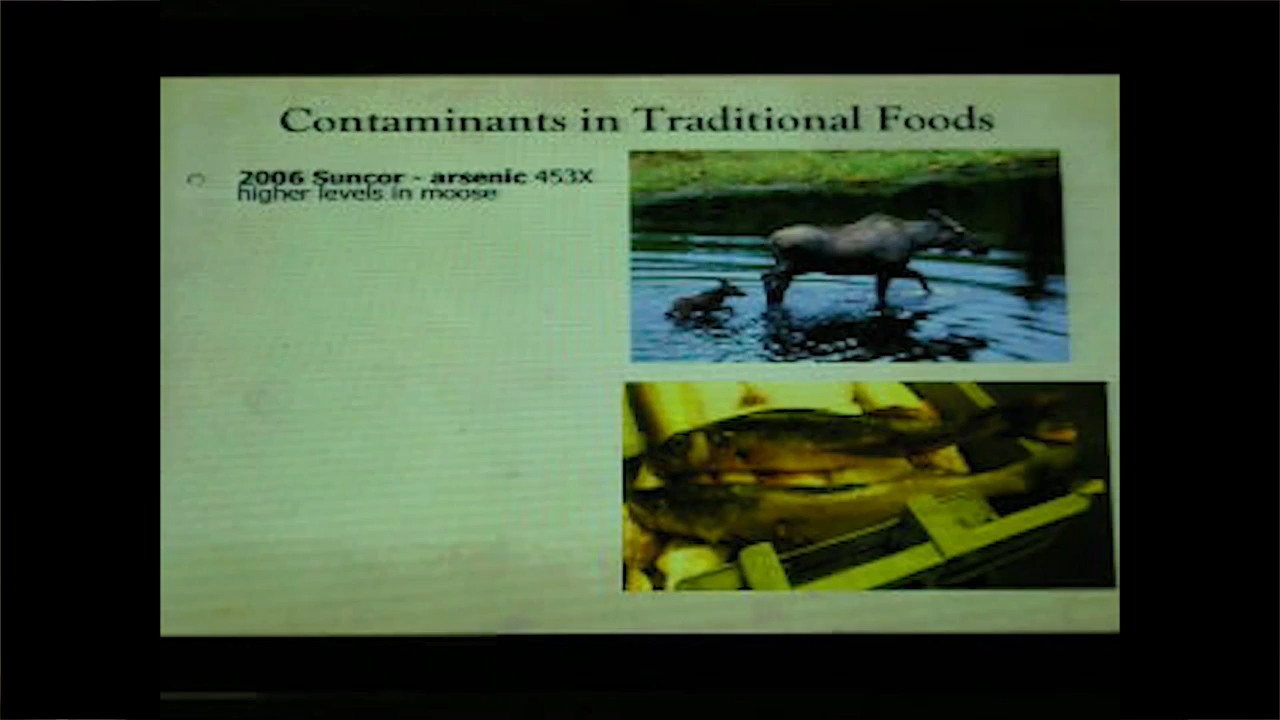 Contaminants in Traditional Foods
2006 Suncor - arsenic 453X
higher levels in moose